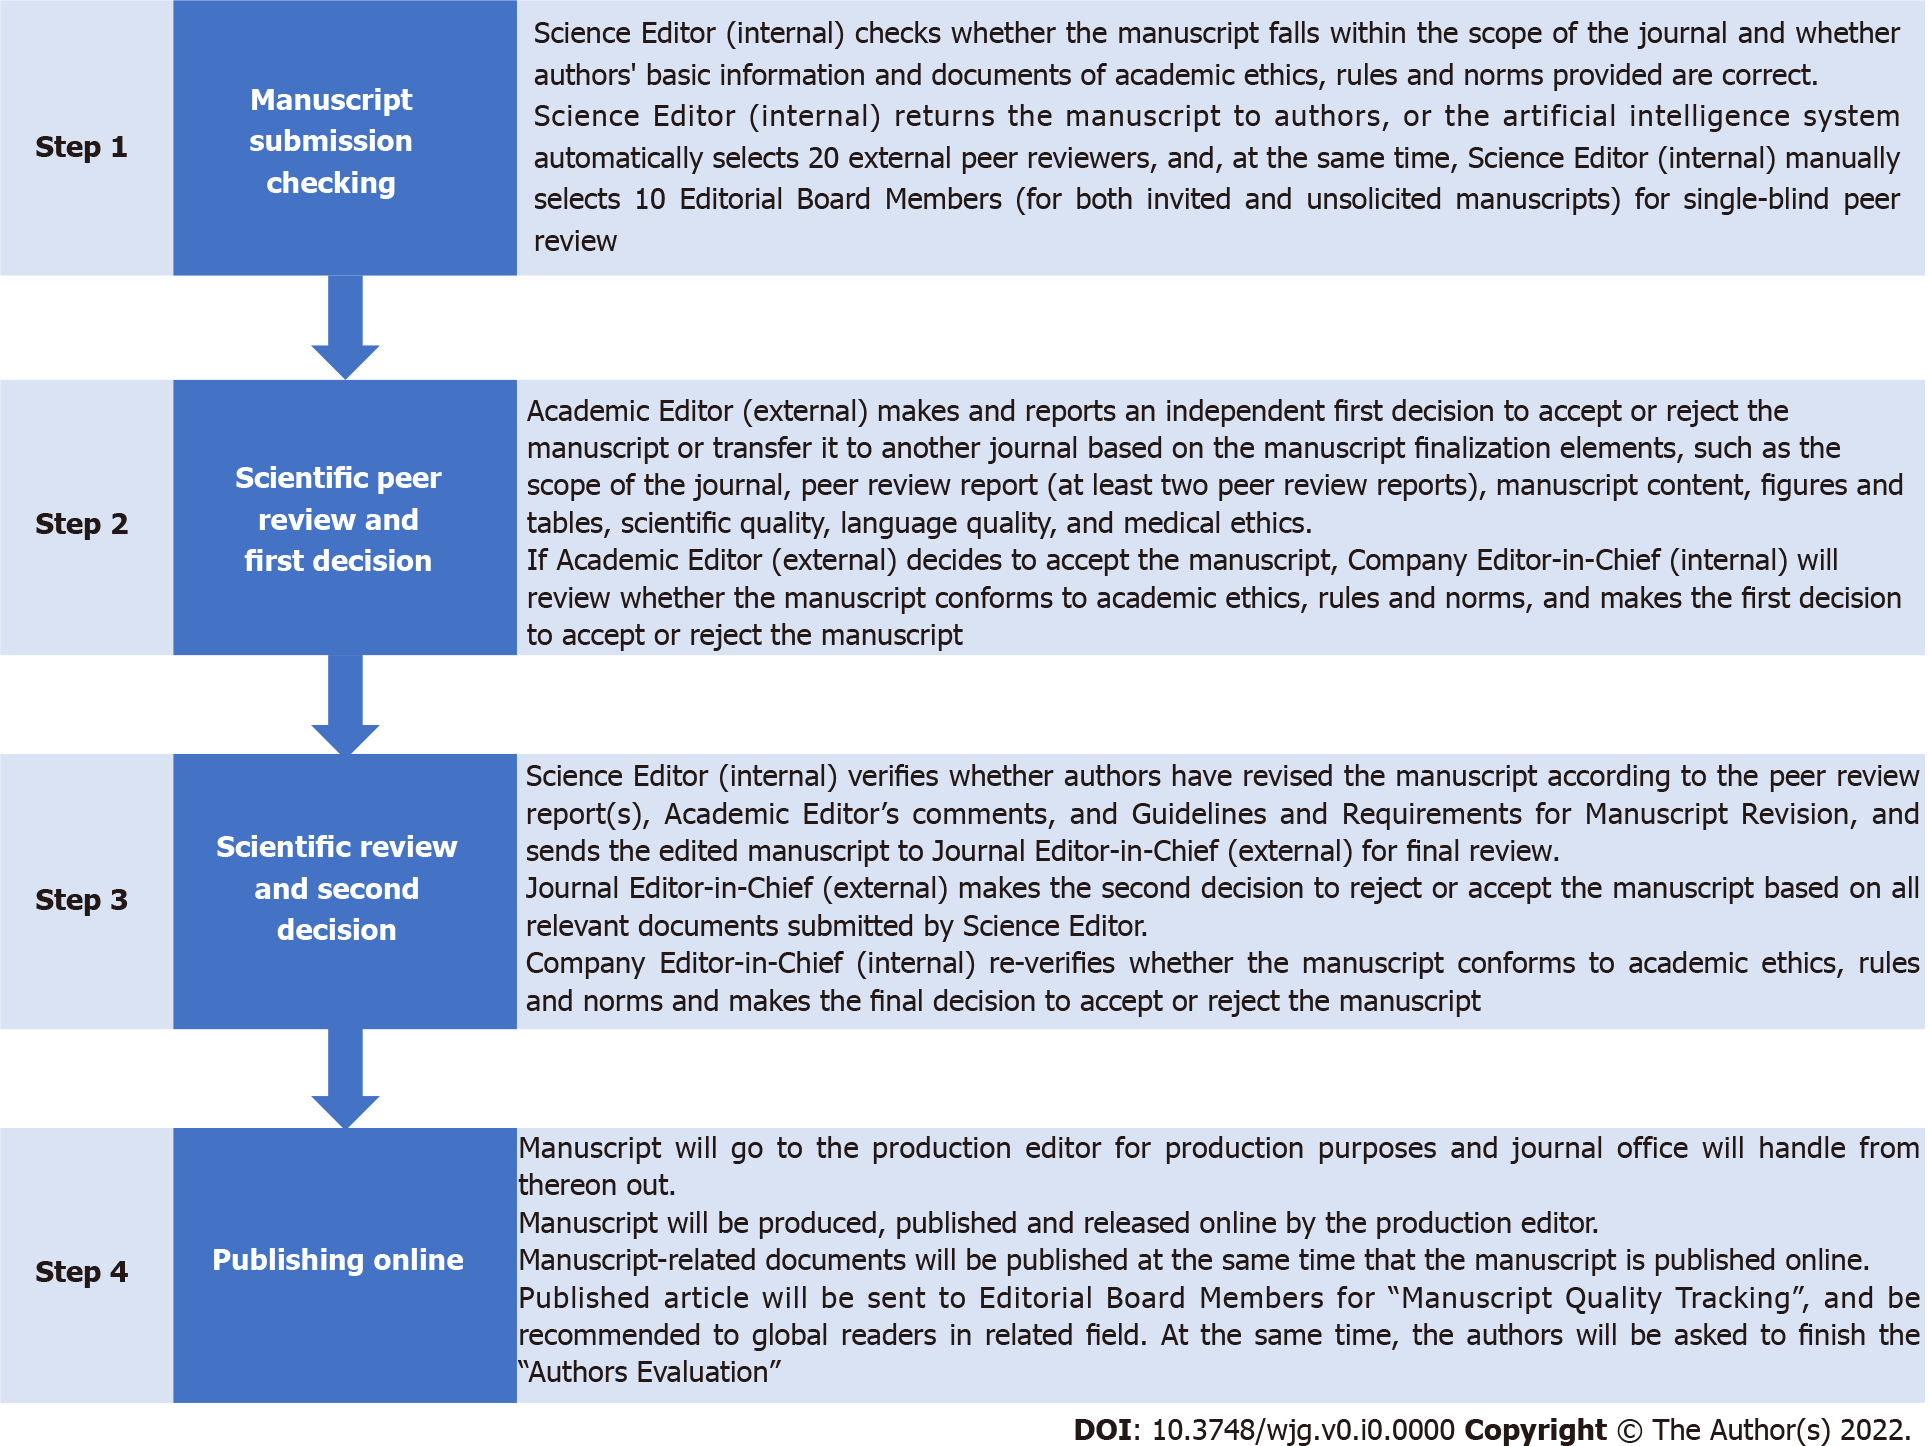 Step 1
Manuscript
submission
checking
Science Editor (internal) checks whether the manuscript falls within the scope of the journal and whether
authors' basic information and documents of academic ethics, rules and norms provided are correct.
Science Editor (internal) returns the manuscript to authors, or the artificial intelligence system
automatically selects 20 external peer reviewers, and, at the same time, Science Editor (internal) manually
selects 10 Editorial Board Members (for both invited and unsolicited manuscripts) for single-blind peer
review
Step 2
Scientific peer
review and
first decision
Academic Editor (external) makes and reports an independent first decision to accept or reject the
manuscript or transfer it to another journal based on the manuscript finalization elements, such as the
scope of the journal, peer review report (at least two peer review reports), manuscript content, figures and
tables, scientific quality, language quality, and medical ethics.
If Academic Editor (external) decides to accept the manuscript, Company Editor-in-Chief (internal) will
review whether the manuscript conforms to academic ethics, rules and norms, and makes the first decision
to accept or reject the manuscript
Step 3
Scientific review
and second
decision
Science Editor (internal) verifies whether authors have revised the manuscript according to the peer review
report(s), Academic Editor’s comments, and Guidelines and Requirements for Manuscript Revision, and
sends the edited manuscript to Journal Editor-in-Chief (external) for final review.
Journal Editor-in-Chief (external) makes the second decision to reject or accept the manuscript based on all
relevant documents submitted by Science Editor.
Company Editor-in-Chief (internal) re-verifies whether the manuscript conforms to academic ethics, rules
and norms and makes the final decision to accept or reject the manuscript
Step 4
Publishing online
Manuscript will go to the production editor for production purposes and journal office will handle from
thereon out.
Manuscript will be produced, published and released online by the production editor.
Manuscript-related documents will be published at the same time that the manuscript is published online.
Published article will be sent to Editorial Board Members for “Manuscript Quality Tracking”, and be
recommended to global readers in related field. At the same time, the authors will be asked to finish the
“Authors Evaluation”
DOI: 10.3748/wjg.v0.i0.0000 Copyright © The Author(s) 2022.